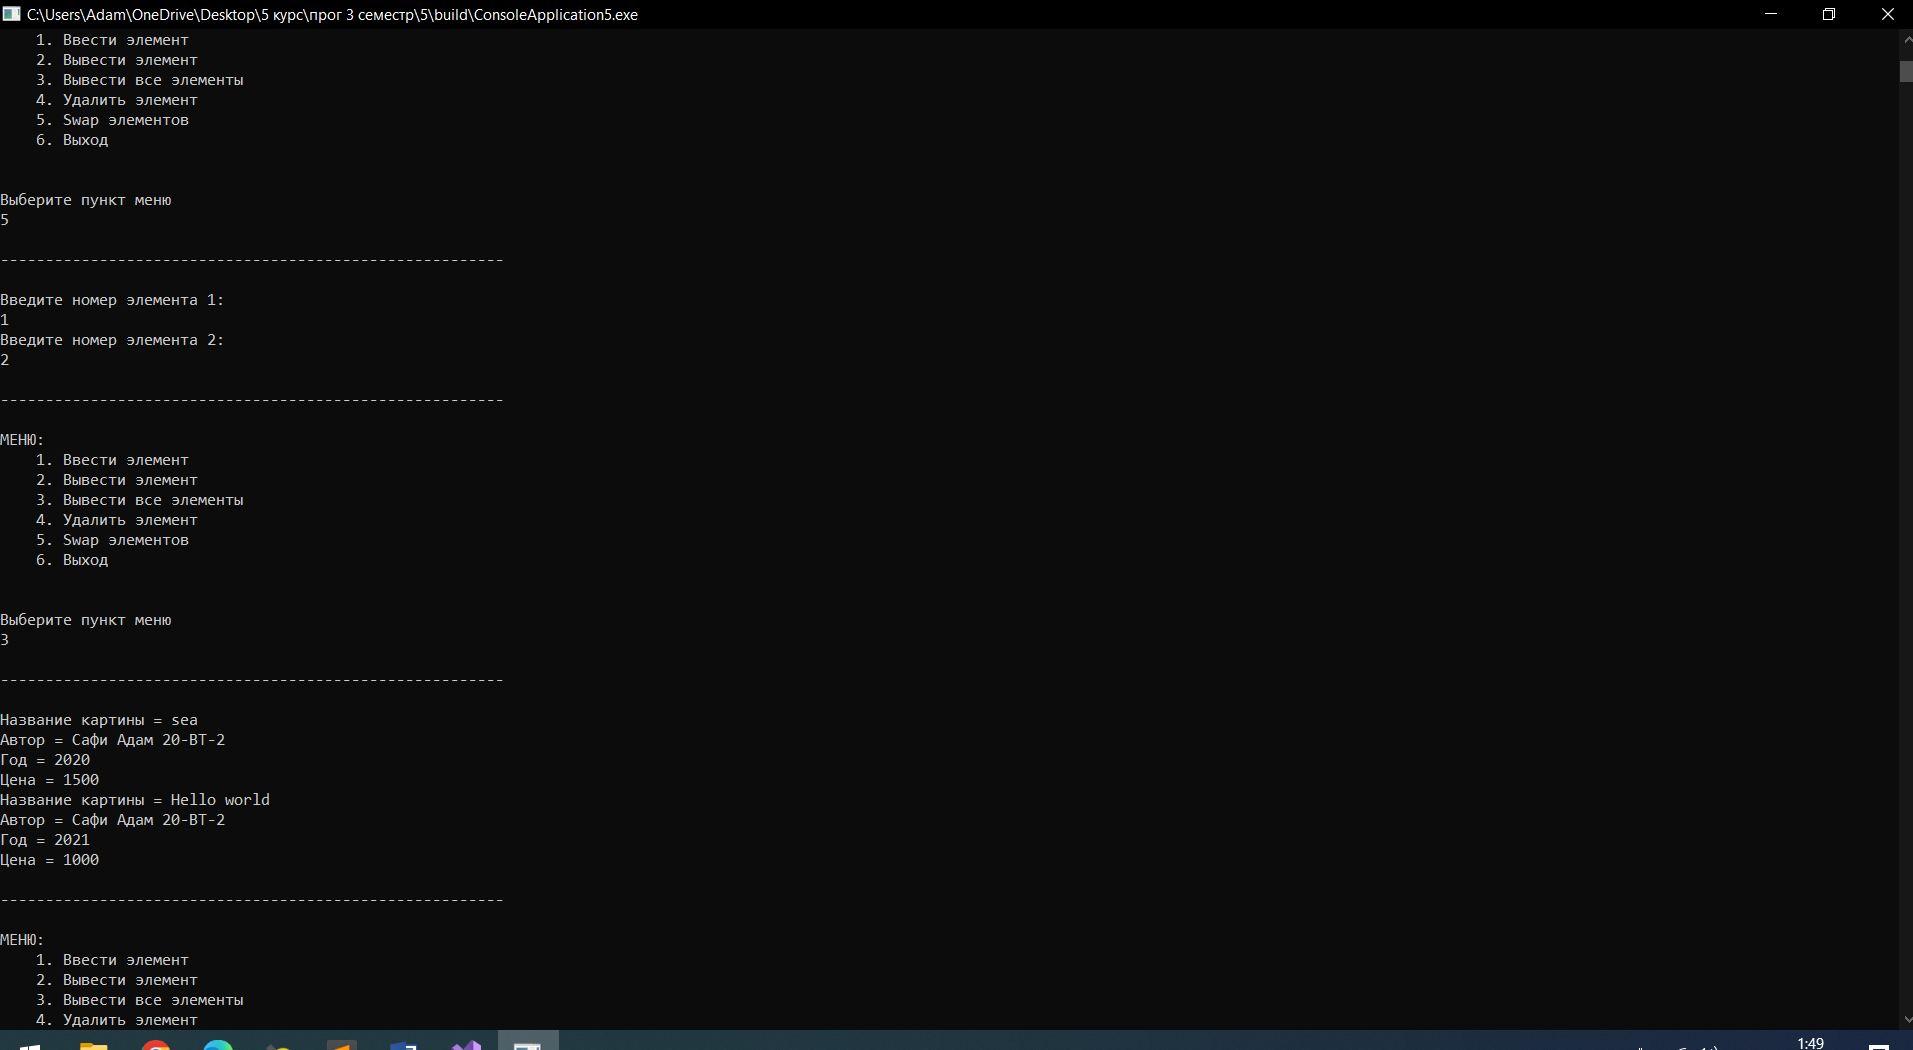 C:\Users\Adam\OneDrive\Desktop\5 курс\прог 3 семестр\5\build\ConsoleApplication5.exe
1. Ввести элемент
2. Вывести элемент
3. Вывести все элементы
4. Удалить элемент
5. Swap элементов
6. Выход
Выберите пункт меню
5
--------------------------------------------------------
Введите номер элемента 1:
1
Введите номер элемента 2:
2
--------------------------------------------------------
МЕНЮ:
1. Ввести элемент
2. Вывести элемент
3. Вывести все элементы
4. Удалить элемент
5. Swap элементов
6. Выход
Выберите пункт меню
3
--------------------------------------------------------
Название картины = sea
Автор = Сафи Адам 20-ВТ-2
Год = 2020
Цена = 1500
Название картины = Hello world
Автор = Сафи Адам 20-ВТ-2
Год = 2021
Цена = 1000
--------------------------------------------------------
МЕНЮ:
1. Ввести элемент
2. Вывести элемент
3. Вывести все элементы
4. Удалить элемент
1:49